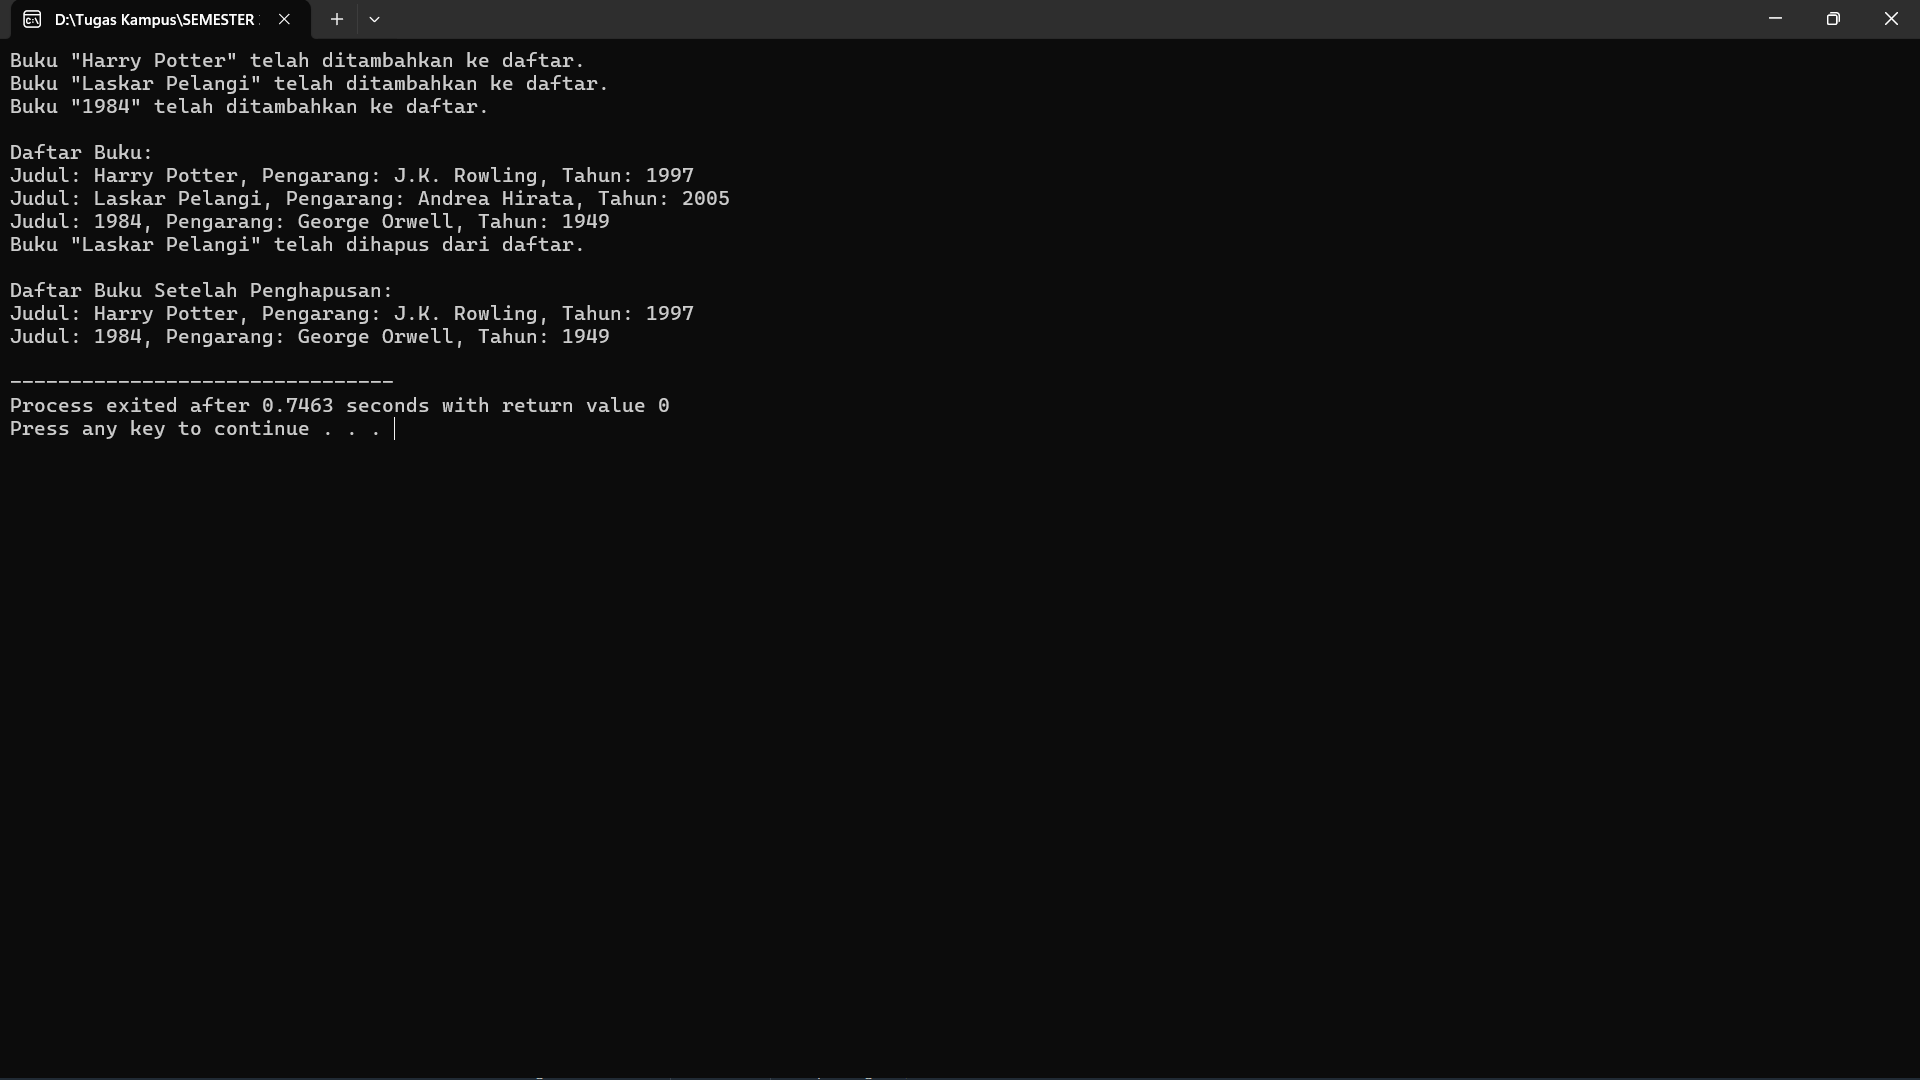 D:\Tugas Kampus\SEMESTER
Buku "Harry Potter" telah ditambahkan ke daftar.
Buku "Laskar Pelangi" telah ditambahkan ke daftar.
Buku "1984" telah ditambahkan ke daftar.
Daftar Buku:
Judul: Harry Potter, Pengarang: J.K. Rowling, Tahun: 1997
Judul: Laskar Pelangi, Pengarang: Andrea Hirata, Tahun: 2005
Judul: 1984, Pengarang: George Orwell, Tahun: 1949
Buku "Laskar Pelangi" telah dihapus dari daftar.
Daftar Buku Setelah Penghapusan:
Judul: Harry Potter, Pengarang: J.K. Rowling, Tahun: 1997
Judul: 1984, Pengarang: George Orwell, Tahun: 1949
--------------------------------
Process exited after 0.7463 seconds with return value 0
Press any key to continue . . .